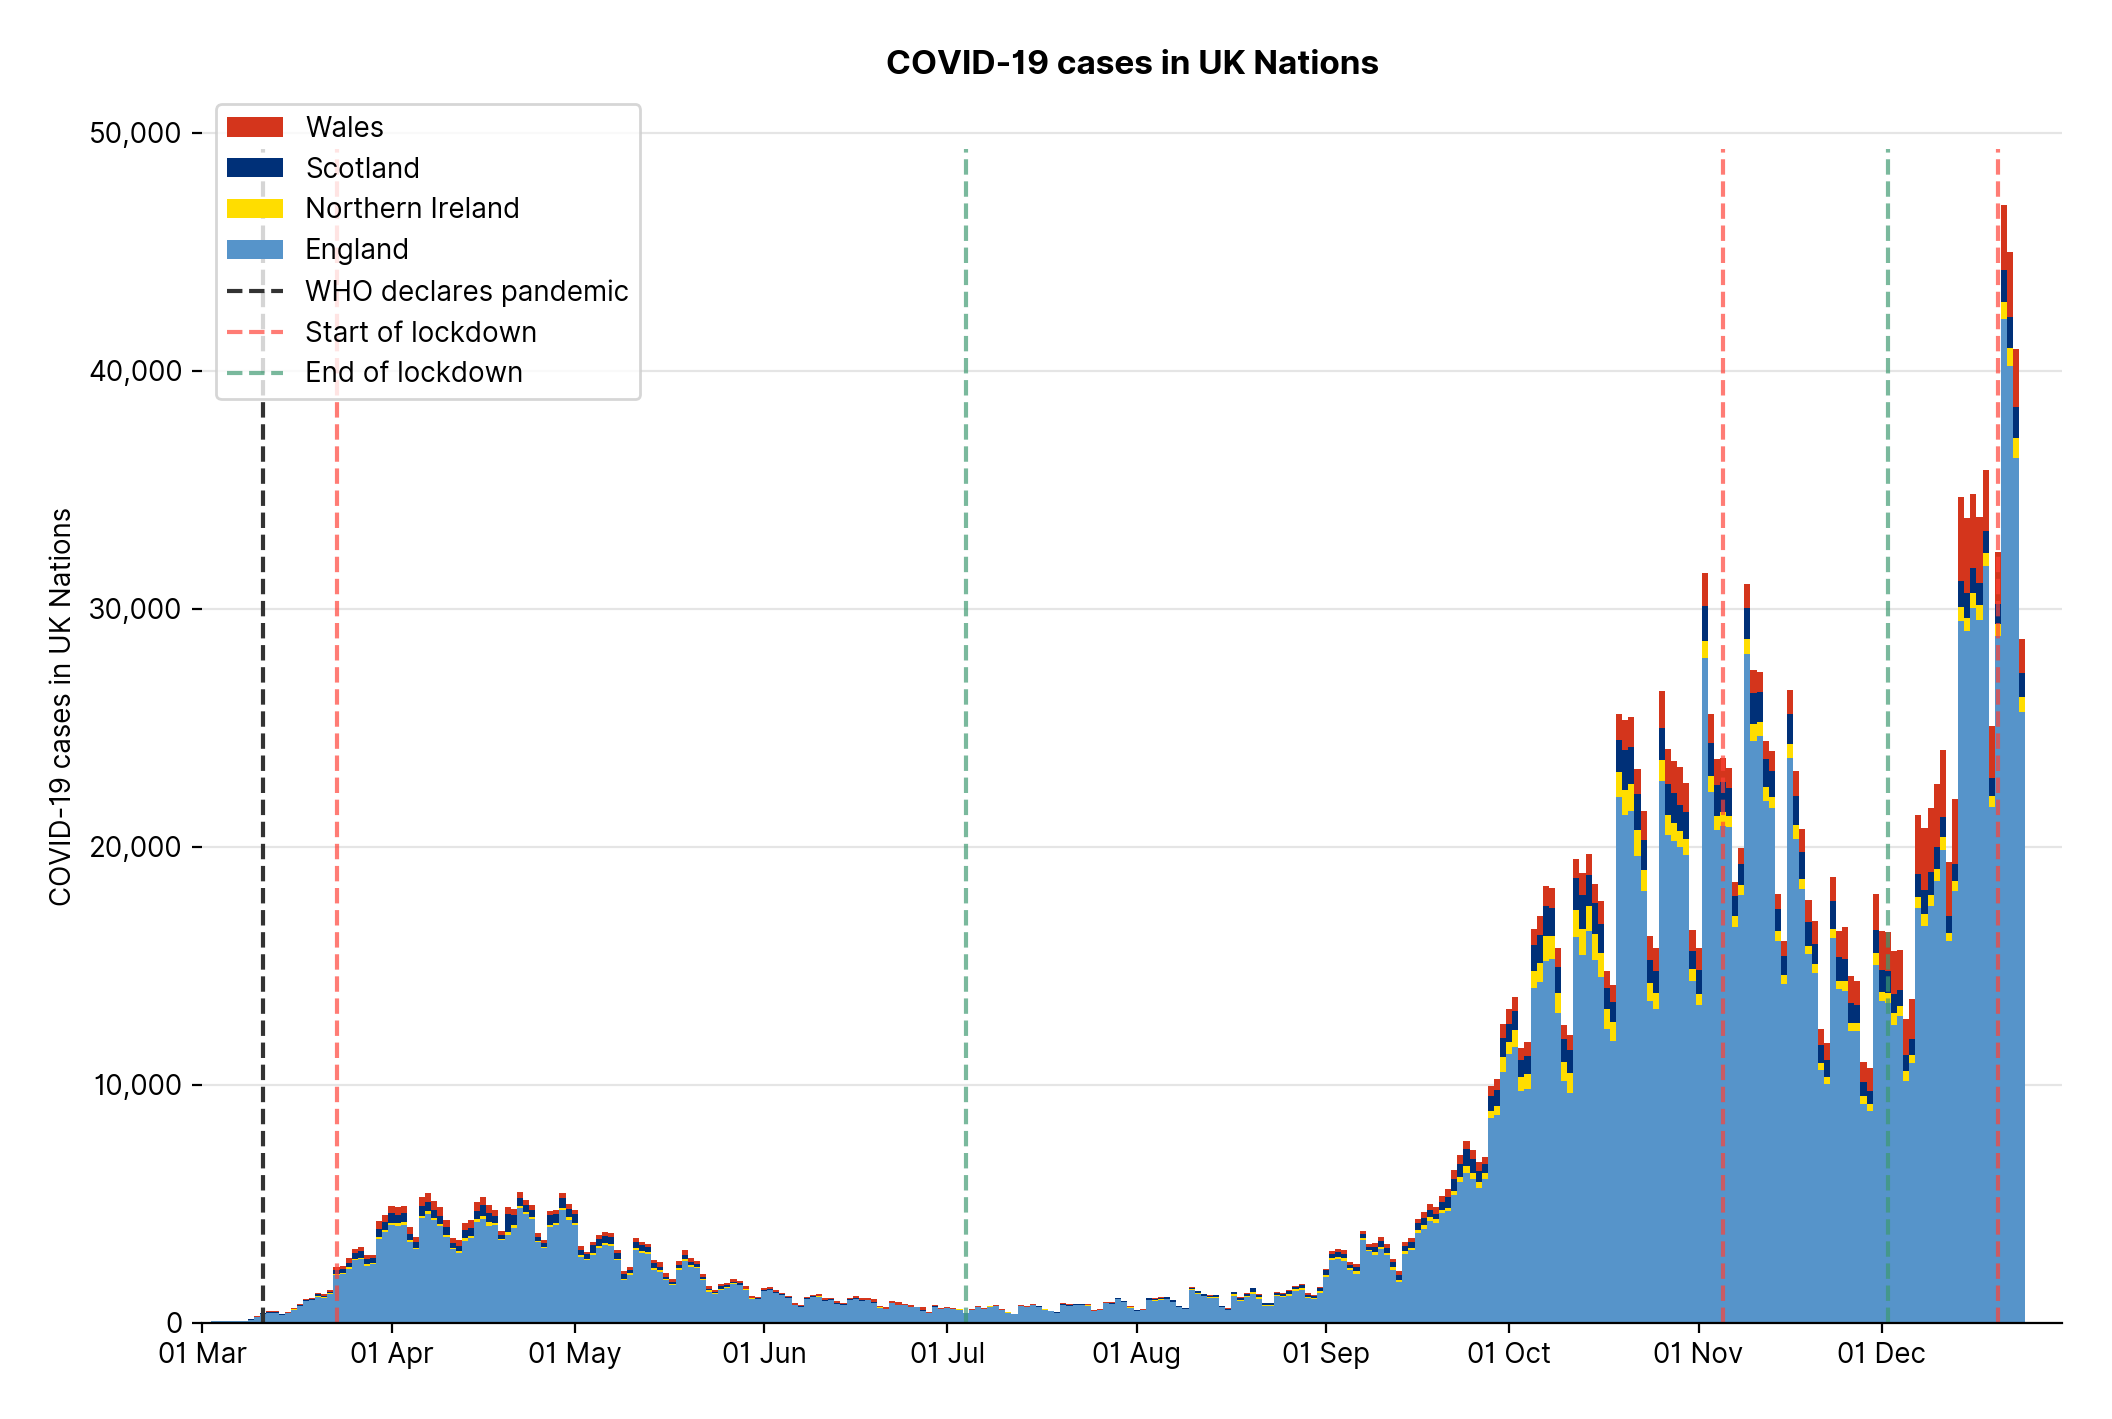 COVID-19 cases in UK Nations
Wales
Scotland
Northern Ireland
England
WHO declares pandemic
Start of lockdown
End of lockdown
COVID-19 cases in UK Nations
50,000
40,000
30,000
20,000
10,000
0
01 Mar
01 Apr
01 May
01 Jun
01 Jul
01 Aug
01 Sep
01 Oct
01 Nov
01 Dec